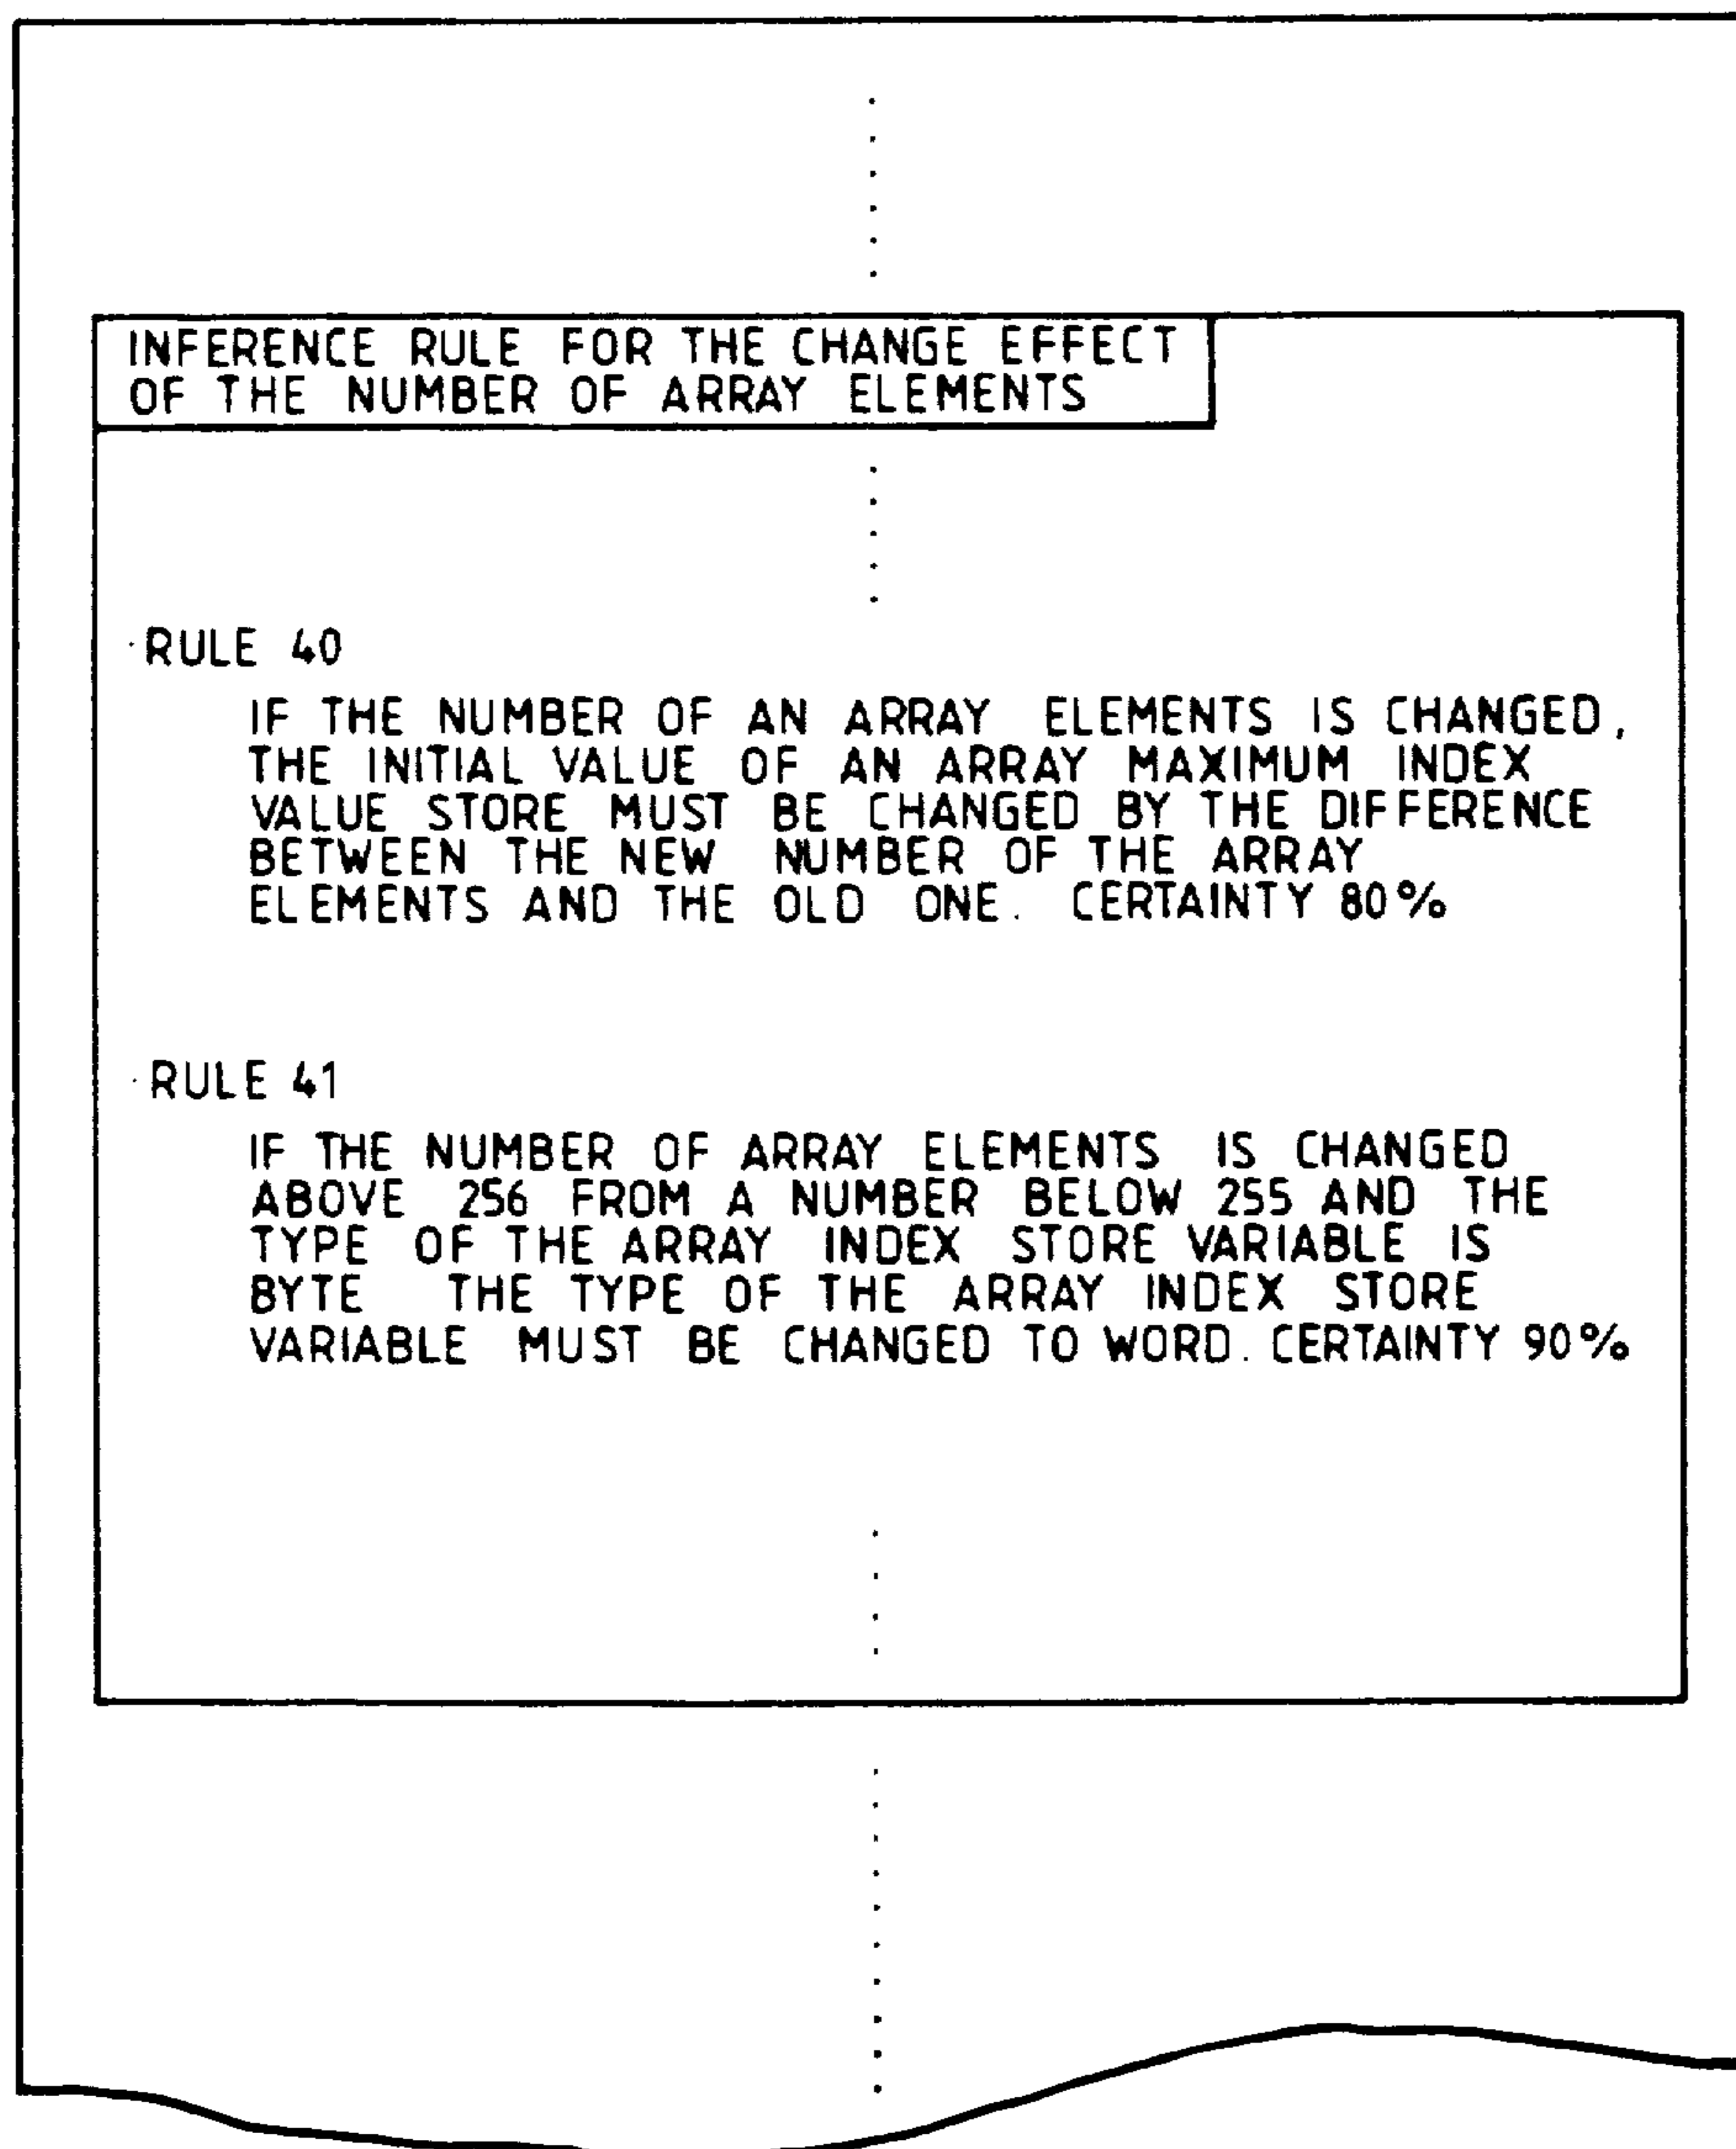 INFERENCE RULE FOR THE CHANGE EFFECT
OF THE NUMBER OF ARRAY ELEMENTS
·RULE 40
IF THE NUMBER OF AN ARRAY ELEMENTS IS CHANGED,
THE INITIAL VALUE OF AN ARRAY MAXIMUM INDEX
VALUE STORE MUST BE CHANGED BY THE DIFFERENCE
BETWEEN THE NEW NUMBER OF THE ARRAY
ELEMENTS AND THE OLD ONE. CERTAINTY 80%
·RULE 41
IF THE NUMBER OF ARRAY ELEMENTS IS CHANGED
ABOVE 256 FROM A NUMBER BELOW 255 AND THE
TYPE OF THE ARRAY INDEX STORE VARIABLE IS
BYTE THE TYPE OF THE ARRAY INDEX STORE
VARIABLE MUST BE CHANGED TO WORD. CERTAINTY 90%